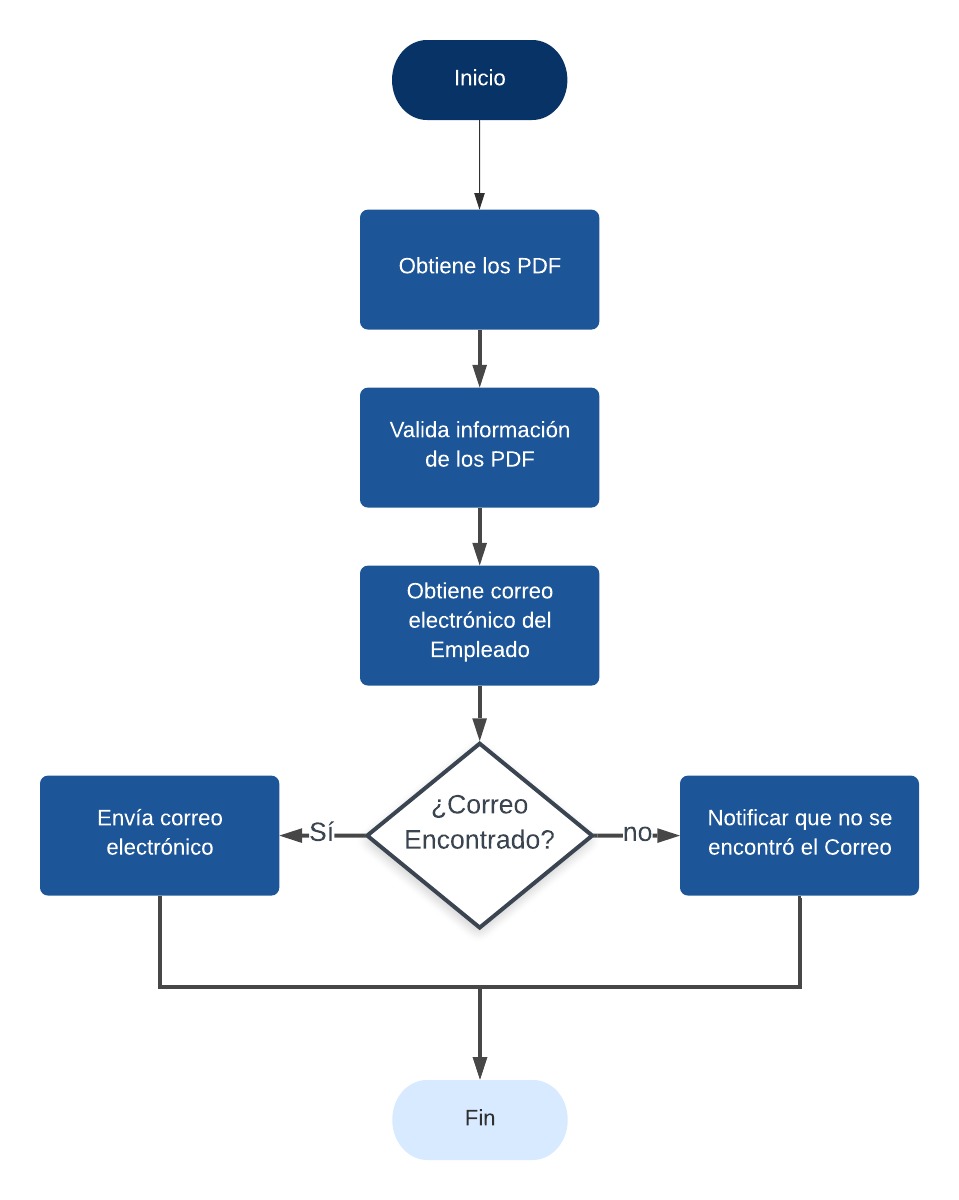 Inicio
Obtiene los PDF
Valida información
de los PDF
Obtiene correo
electrónico del
Empleado
¿Correo
Encontrado?
Sí
no
Envía correo
electrónico
Notificar que no se
encontró el Correo
Fin